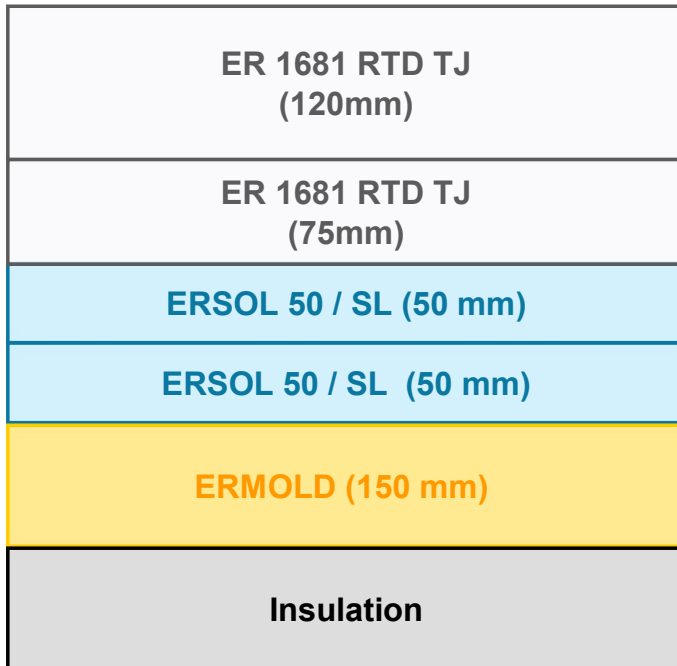 ER 1681 RTD TJ
(120mm)
ER 1681 RTD TJ
(75mm)
ERSOL 50 / SL (50 mm)
ERSOL 50 / SL  (50 mm)
ERMOLD (150 mm)
Insulation